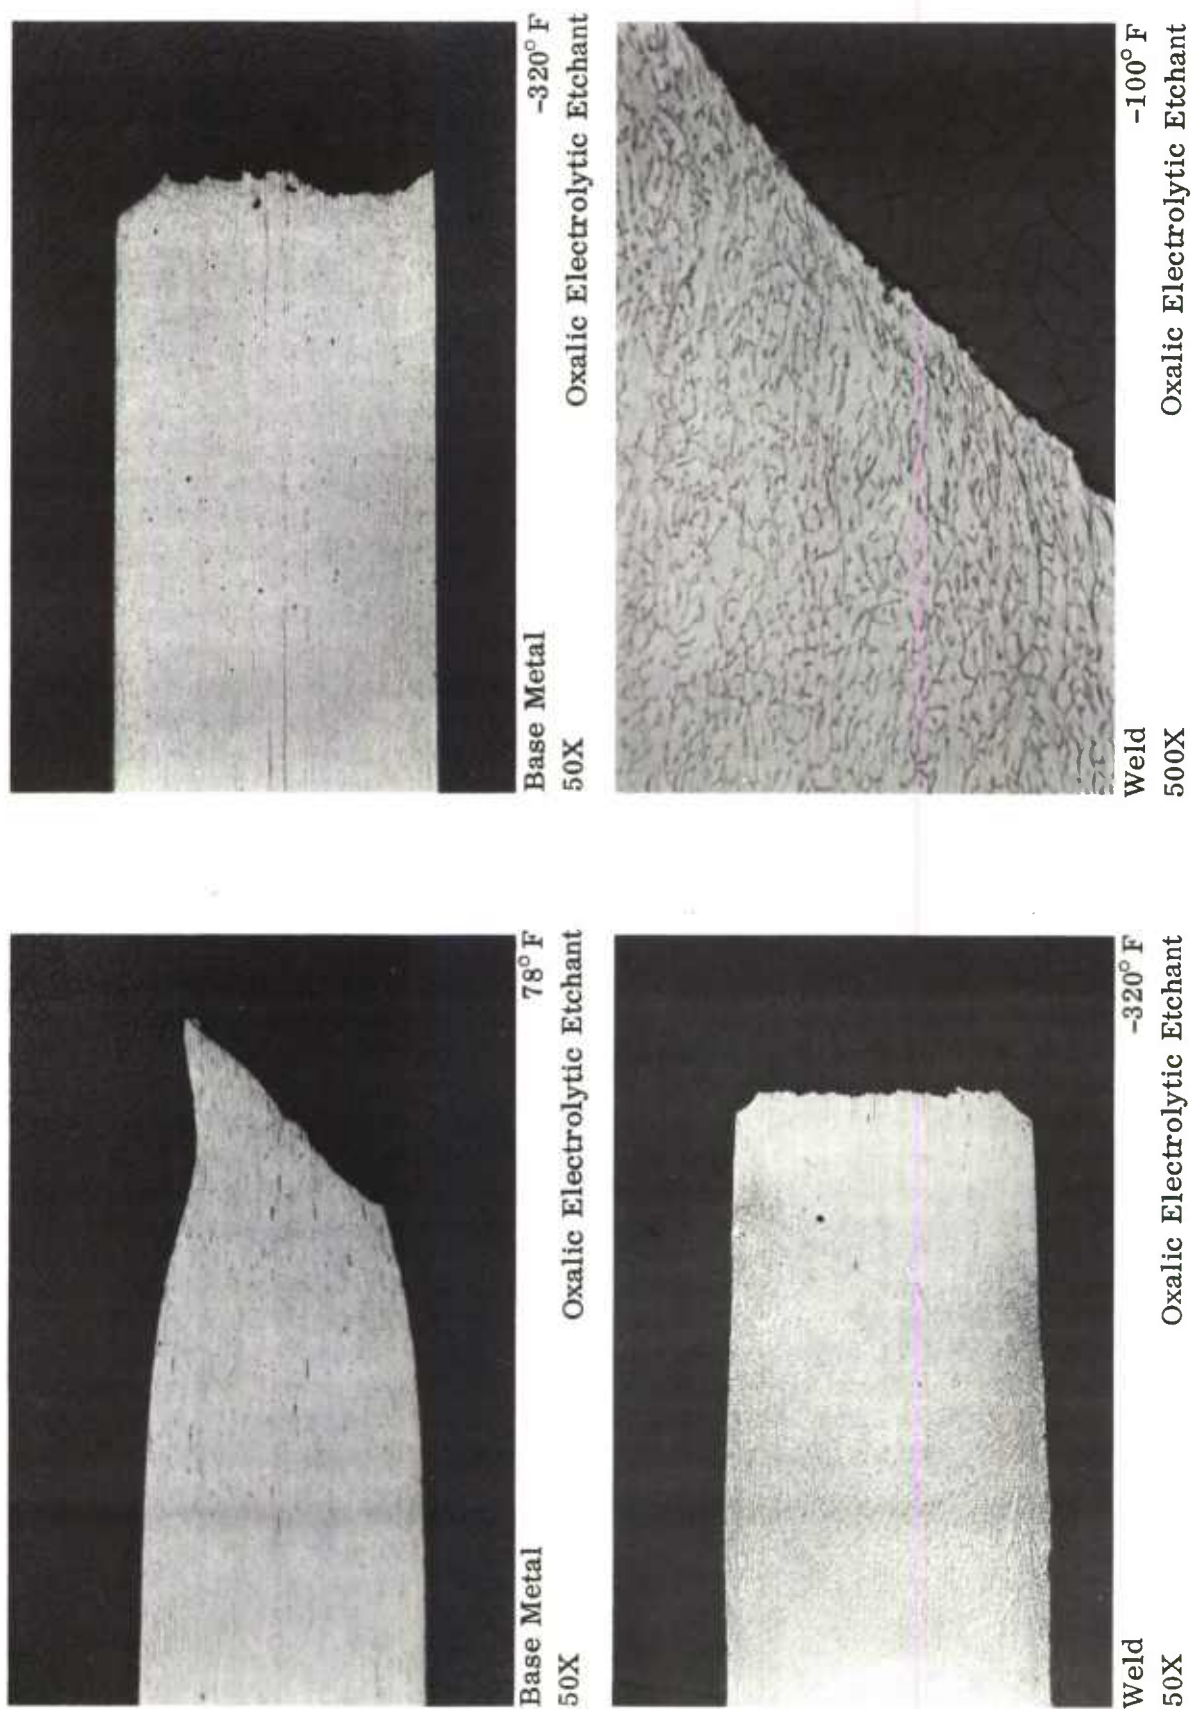 Base Metal 78° F
50X Oxalic Electrolytic Etchant
Base Metal -320° F
50X Oxalic Electrolytic Etchant
Weld -320° F
50X Oxalic Electrolytic Etchant
Weld -100° F
500X Oxalic Electrolytic Etchant